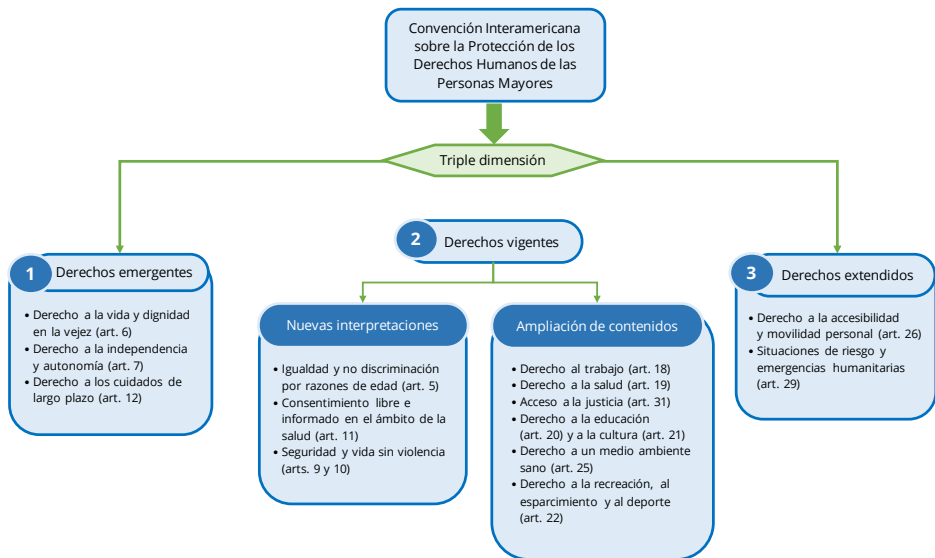 Convención Interamericana
sobre la Protección de los
Derechos Humanos de las
Personas Mayores
Triple dimensión
1
Derechos emergentes
• Derecho a la vida y dignidad
en la vejez (art. 6)
• Derecho a la independencia
y autonomía (art. 7)
• Derecho a los cuidados de
largo plazo (art. 12)
2
Derechos vigentes
Nuevas interpretaciones
• Igualdad y no discriminación
por razones de edad (art. 5)
• Consentimiento libre e
informado en el ámbito de la
salud (art. 11)
• Seguridad y vida sin violencia
(arts. 9 y 10)
Ampliación de contenidos
• Derecho al trabajo (art. 18)
• Derecho a la salud (art. 19)
• Acceso a la justicia (art. 31)
• Derecho a la educación
(art. 20) y a la cultura (art. 21)
• Derecho a un medio ambiente
sano (art. 25)
• Derecho a la recreación, al
esparcimiento y al deporte
(art. 22)
3
Derechos extendidos
• Derecho a la accesibilidad
y movilidad personal (art. 26)
• Situaciones de riesgo y
emergencias humanitarias
(art. 29)